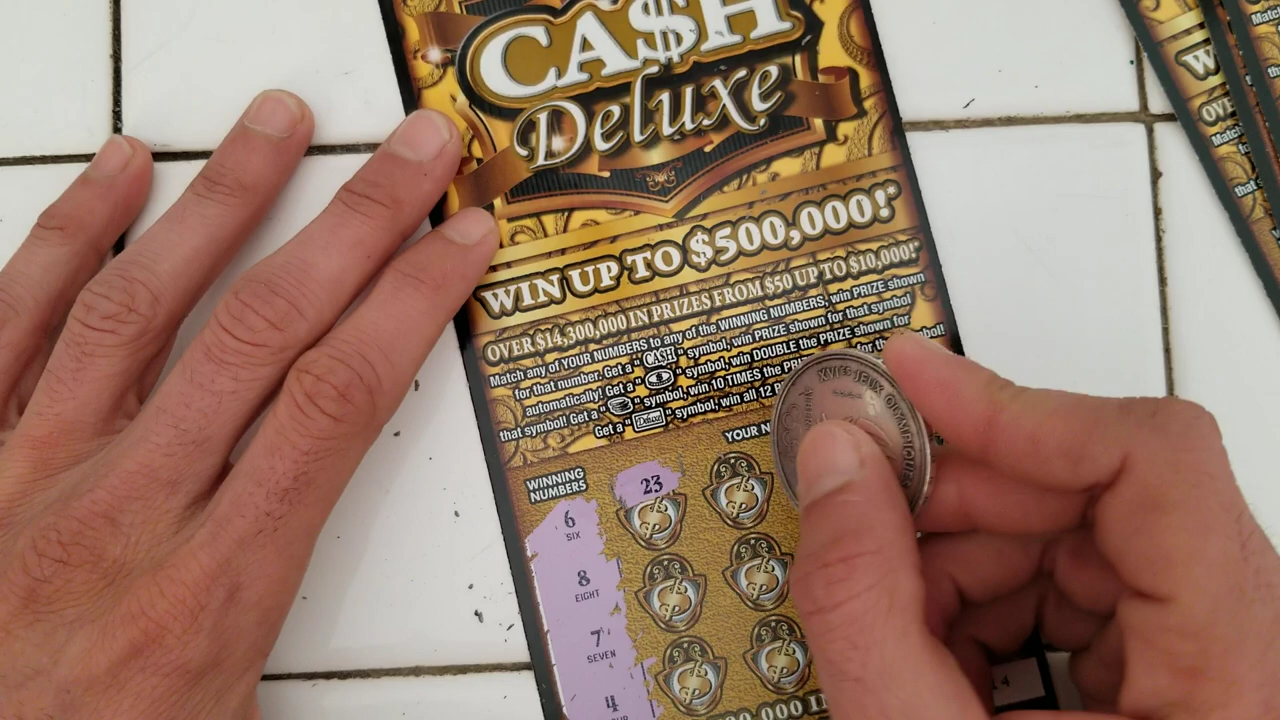 CA$H
Deluxe
WIN UP TO $500,000!*
OVER $14,300,000 IN PRIZES FROM $50 UP TO $10,000!*
Match any of YOUR NUMBERS to any of the WINNING NUMBERS, win PRIZE shown
for that number. Get a " CA$H " symbol, win PRIZE shown for that symbol
automatically! Get a " " symbol, win DOUBLE the PRIZE shown for
that symbol! Get a " " symbol, win 10 TIMES the for the
Get a " Deluxe " symbol, win all 12
YOUR
WINNING
NUMBERS
23
6
SIX
8
EIGHT
7
SEVEN
4
XVIES JEUX OLYMPIQUES
W
Match